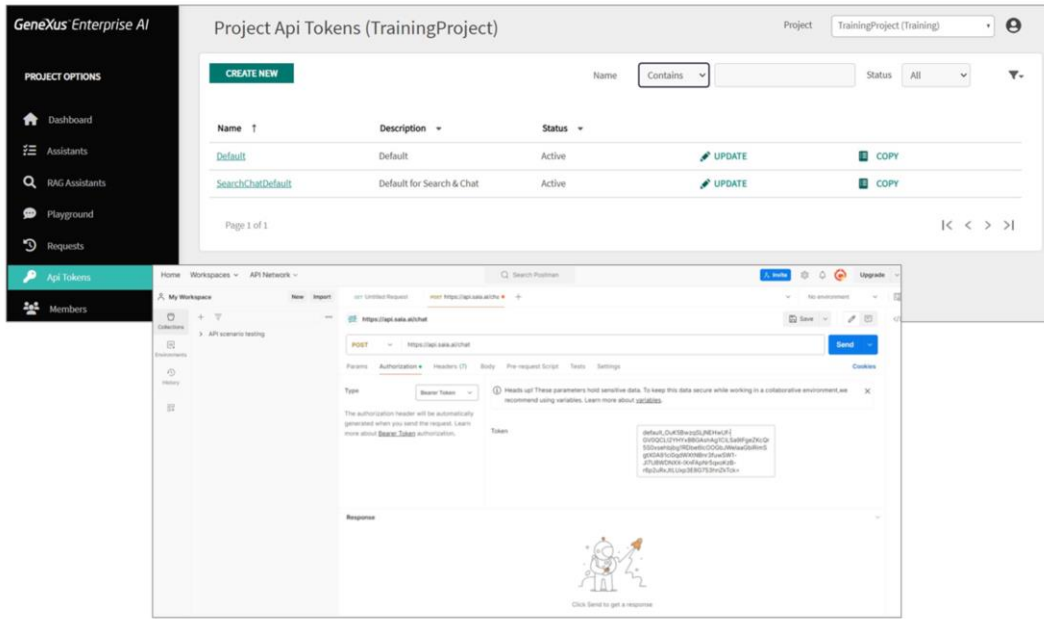 GeneXus Enterprise AI
Project Api Tokens (TrainingProject)
Project
TrainingProject (Training)
PROJECT OPTIONS
CREATE NEW
Name
Contains
Status
All
Dashboard
Name ↑
Description
Status
Assistants
Default
Default
Active
UPDATE
COPY
RAG Assistants
SearchChatDefault
Default for Search & Chat
Active
UPDATE
COPY
Playground
Page 1 of 1
Requests
Api Tokens
Members
Home Workspaces API Network
Search Postman
Invite
Upgrade
My Workspace
New Import
GET Untitled Request
POST https://api.saia.ai/cha
No environment
Collections
API scenario testing
https://api.saia.ai/chat
Save
Environments
POST
https://api.saia.ai/chat
Send
History
Params Authorization Headers (7) Body Pre-request Script Tests Settings
Cookies
Type
Bearer Token
Heads up! These parameters hold sensitive data. To keep this data secure while working in a collaborative environment, we
recommend using variables. Learn more about variables.
The authorization header will be automatically
generated when you send the request. Learn
more about Bearer Token authorization.
Token
Response
Click Send to get a response